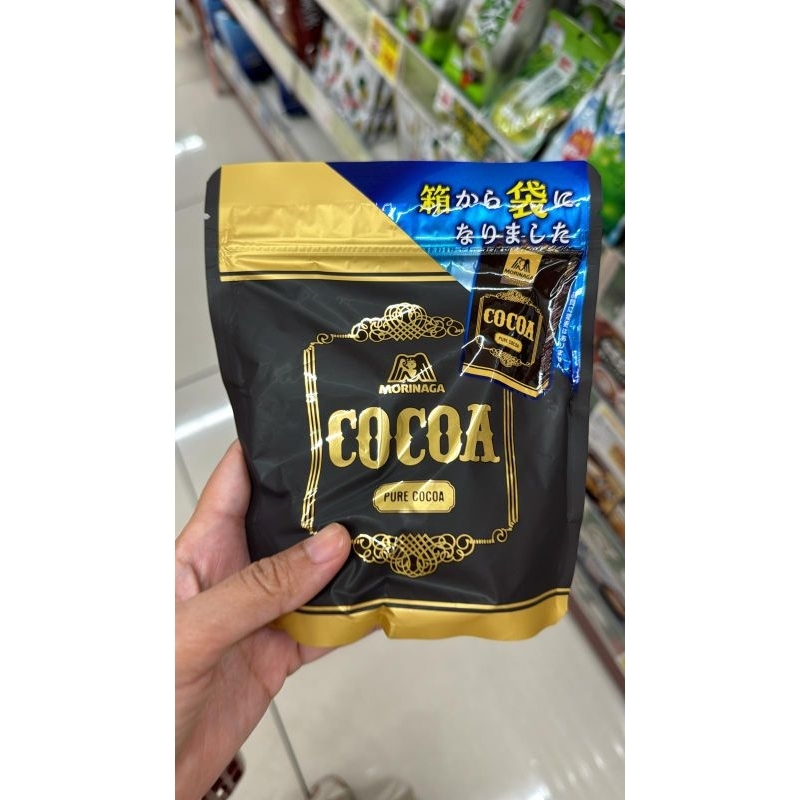 箱から袋に
なりました
MORINAGA
COCOA
PURE COCOA
MORINAGA
COCOA
PURE COCOA